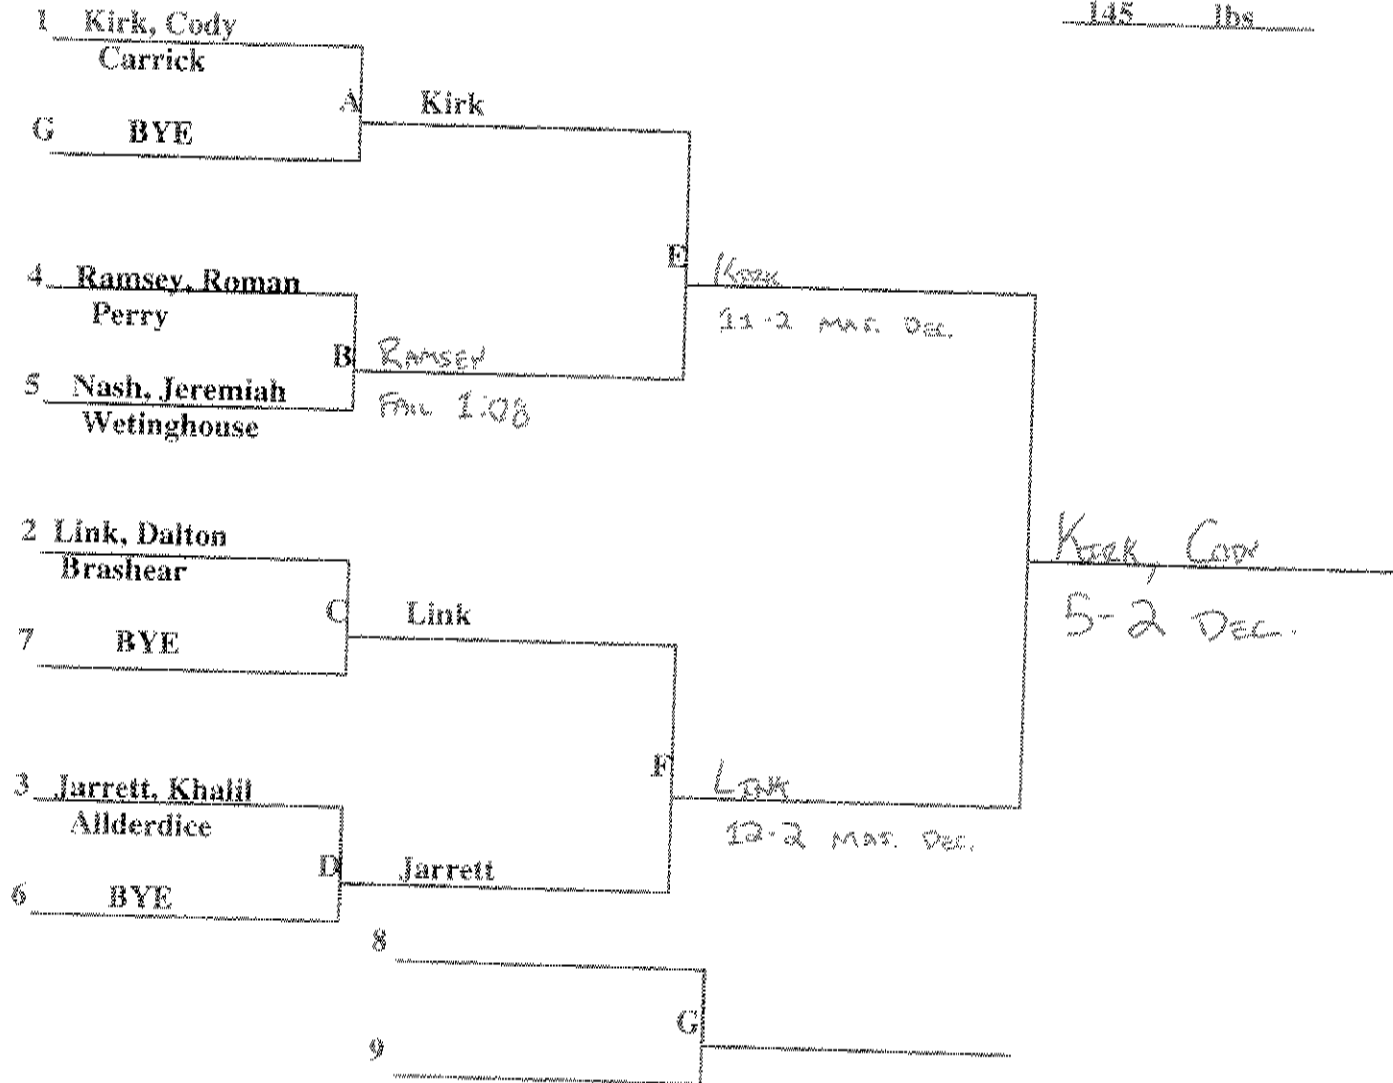 145 lbs
1 Kirk, Cody
Carrick
A Kirk
G BYE
4 Ramsey, Roman
Perry
E Kirk
11-2 MAJ. DEC.
B RAMSEY
FALL 1:08
5 Nash, Jeremiah
Wetinghouse
2 Link, Dalton
Brashear
C Link
7 BYE
KIRK, CODY
5-2 DEC.
3 Jarrett, Khalil
Allderdice
F LINK
12-2 MAJ. DEC.
D Jarrett
6 BYE
8
G
9